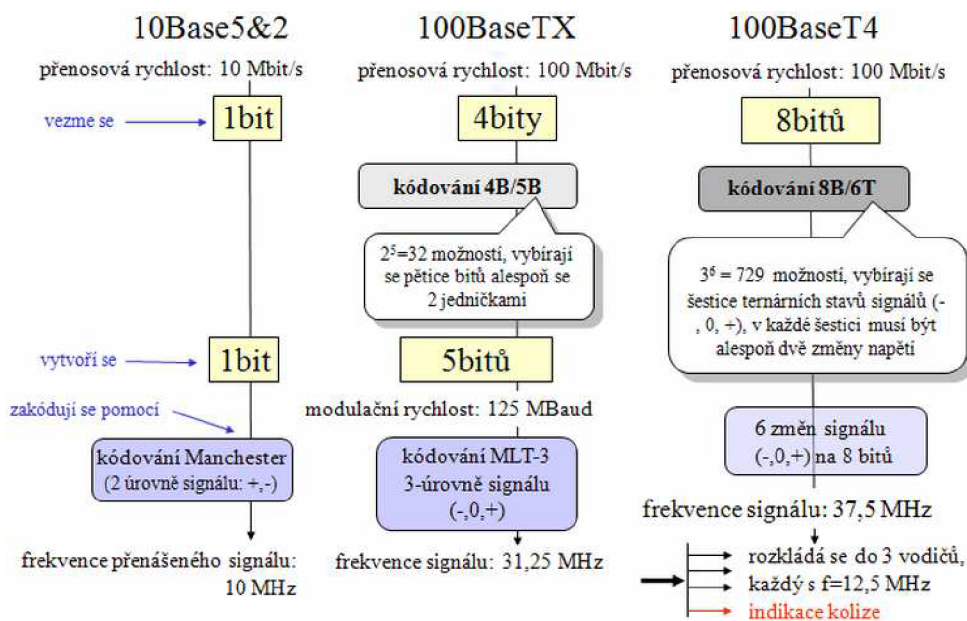 10Base5&2
přenosová rychlost: 10 Mbit/s
vezme se
1bit
vytvoří se
1bit
zakódují se pomocí
kódování Manchester
(2 úrovně signálu: +,-)
frekvence přenášeného signálu:
10 MHz
100BaseTX
přenosová rychlost: 100 Mbit/s
4bity
kódování 4B/5B
2⁵=32 možností, vybírají
se pětice bitů alespoň se
2 jedničkami
5bitů
modulační rychlost: 125 MBaud
kódování MLT-3
3-úrovně signálu
(-,0,+)
frekvence signálu: 31,25 MHz
100BaseT4
přenosová rychlost: 100 Mbit/s
8bitů
kódování 8B/6T
3⁶ = 729 možností, vybírají se
šestice ternárních stavů signálů (-
, 0, +), v každé šestici musí být
alespoň dvě změny napětí
6 změn signálu
(-,0,+) na 8 bitů
frekvence signálu: 37,5 MHz
rozkládá se do 3 vodičů,
každý s f=12,5 MHz
indikace kolize